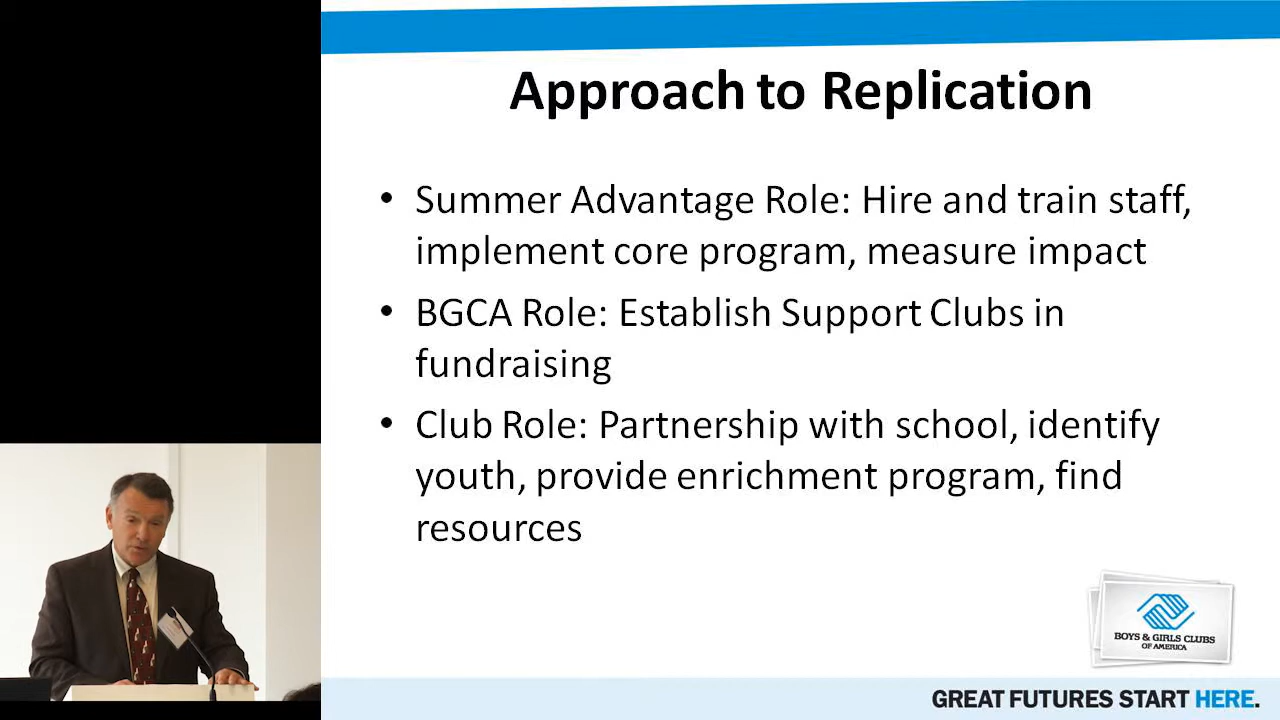 Approach to Replication
• Summer Advantage Role: Hire and train staff,
implement core program, measure impact
• BGCA Role: Establish Support Clubs in
fundraising
• Club Role: Partnership with school, identify
youth, provide enrichment program, find
resources
BOYS & GIRLS CLUBS
OF AMERICA
GREAT FUTURES START HERE.